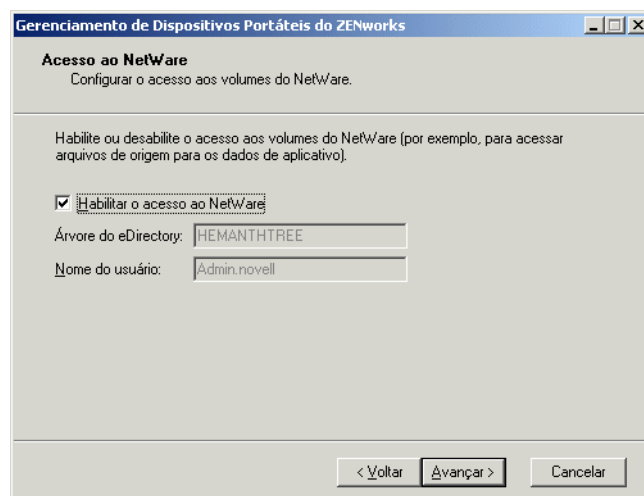 Gerenciamento de Dispositivos Portáteis do ZENworks
Acesso ao NetWare
Configurar o acesso aos volumes do NetWare.
Habilite ou desabilite o acesso aos volumes do NetWare (por exemplo, para acessar
arquivos de origem para os dados de aplicativo).
Habilitar o acesso ao NetWare
Árvore do eDirectory: HEMANTHTREE
Nome do usuário: Admin.novell
< Voltar Avançar > Cancelar